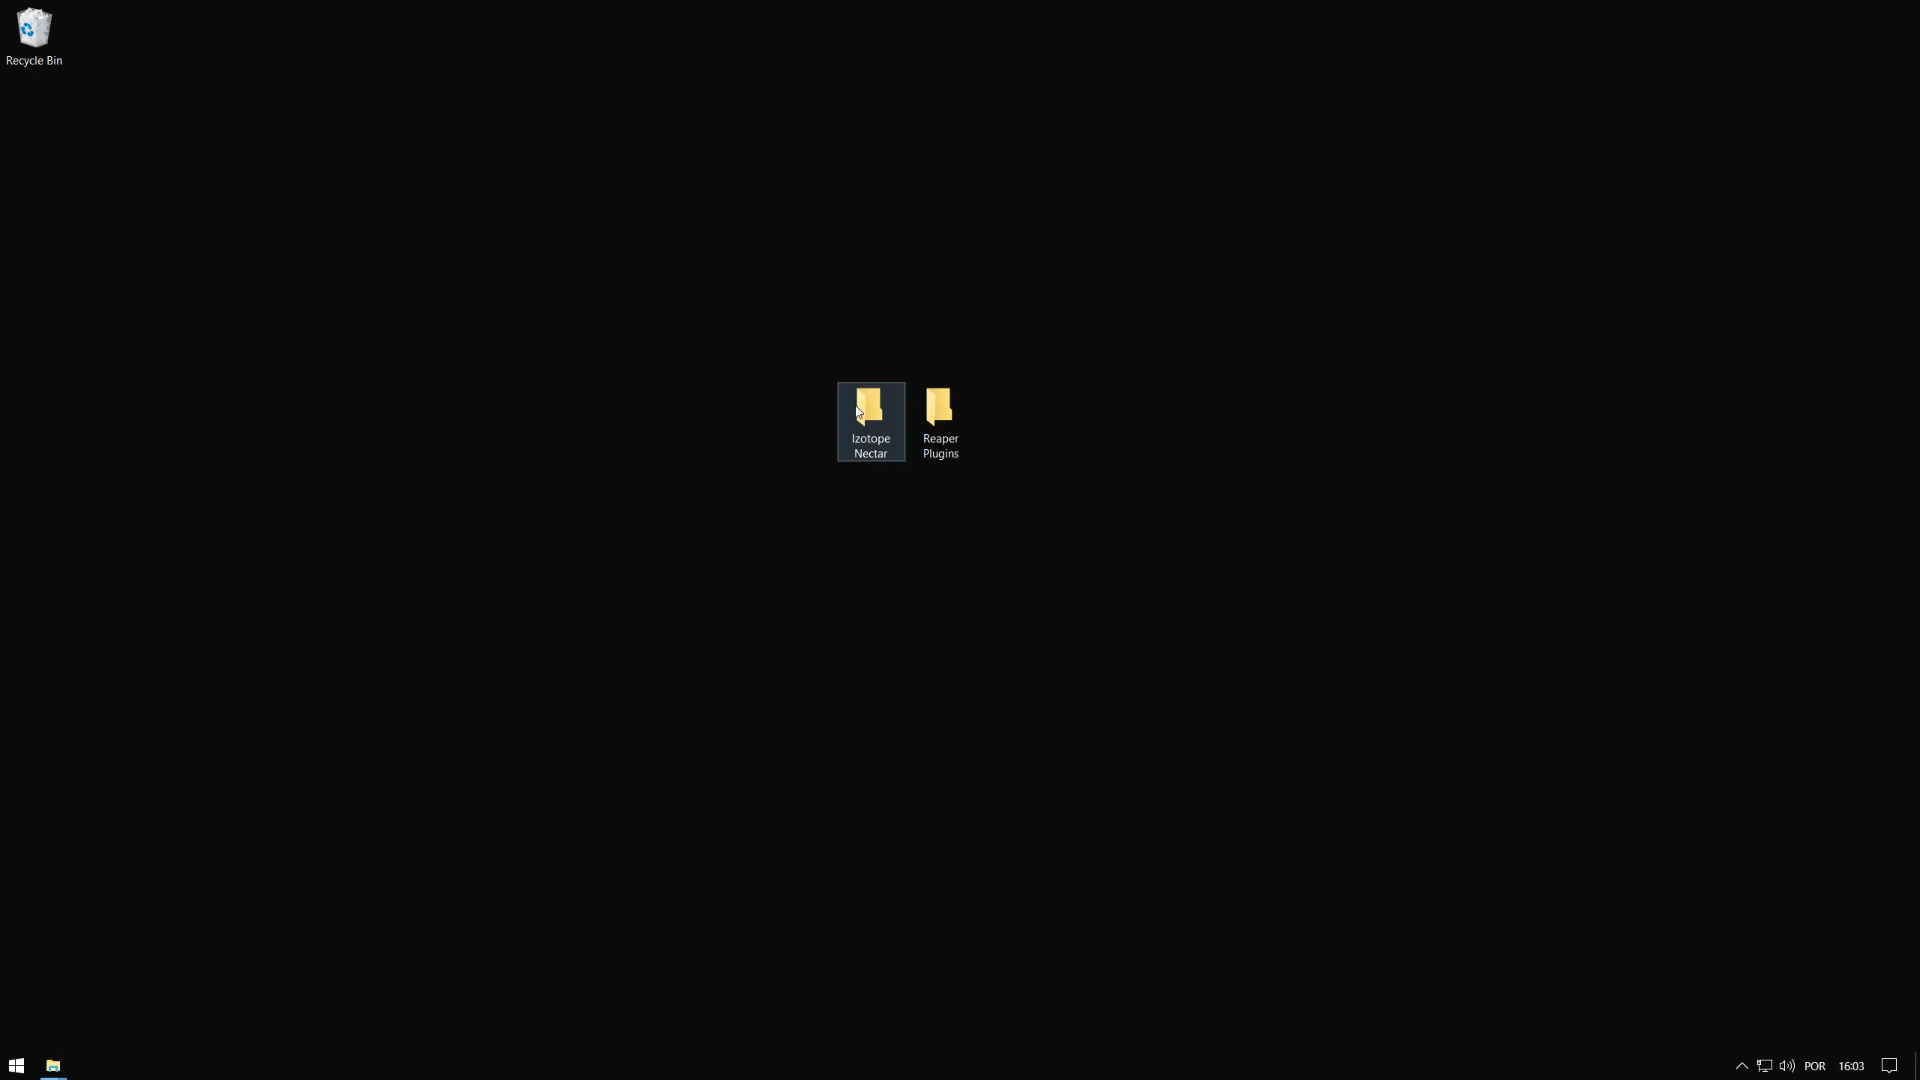 Recycle Bin
Izotope
Nectar
Reaper
Plugins
POR 16:03